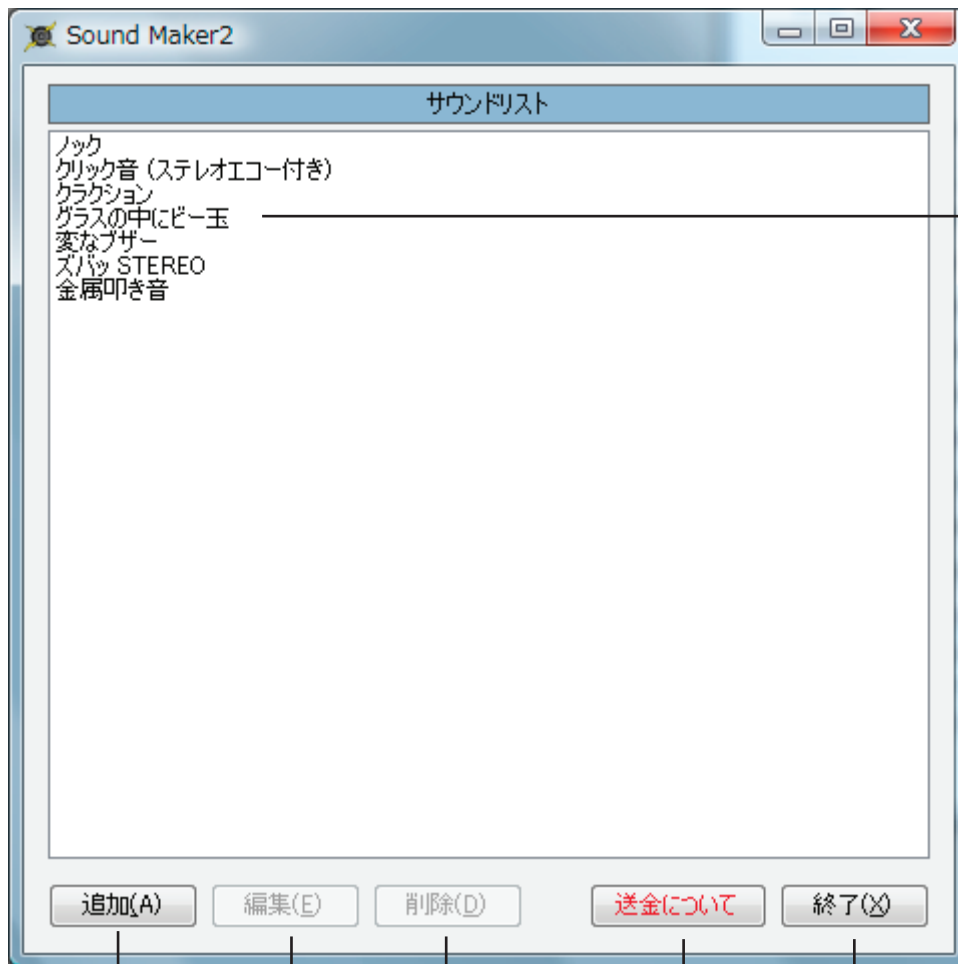 Sound Maker2
サウンドリスト
ノック
クリック音 (ステレオエコー付き)
クラクション
グラスの中にビー玉
変なブザー
ズバッ STEREO
金属叩き音
追加(A) 編集(E) 削除(D) 送金について 終了(X)